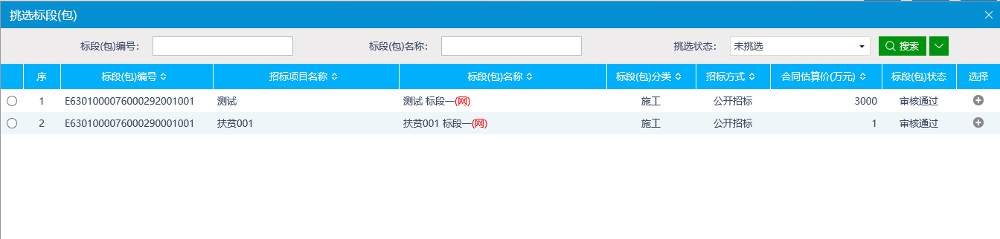 挑选标段(包)
标段(包)编号： 标段(包)名称： 挑选状态： 未挑选 搜索
序 标段(包)编号 招标项目名称 标段(包)名称 标段(包)分类 招标方式 合同估算价(万元) 标段(包)状态 选择
1 E6301000076000292001001 测试 测试 标段一(网) 施工 公开招标 3000 审核通过
2 E6301000076000290001001 扶贫001 扶贫001 标段一(网) 施工 公开招标 1 审核通过